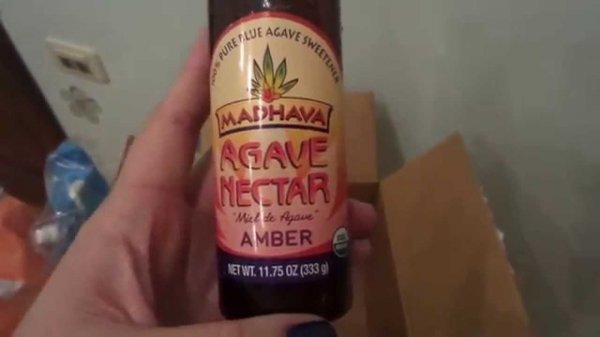 100% PURE BLUE AGAVE SWEETENER
MADHAVA
AGAVE
NECTAR
"Miel de Agave"
AMBER
NET WT. 11.75 OZ (333 g)